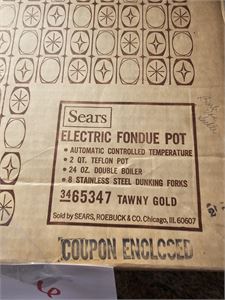 Sears
ELECTRIC FONDUE POT
• AUTOMATIC CONTROLLED TEMPERATURE
• 2 QT. TEFLON POT
• 24 OZ. DOUBLE BOILER
• 8 STAINLESS STEEL DUNKING FORKS
34 65347 TAWNY GOLD
Sold by SEARS, ROEBUCK & CO. Chicago, Ill. 60607
COUPON ENCLOSED